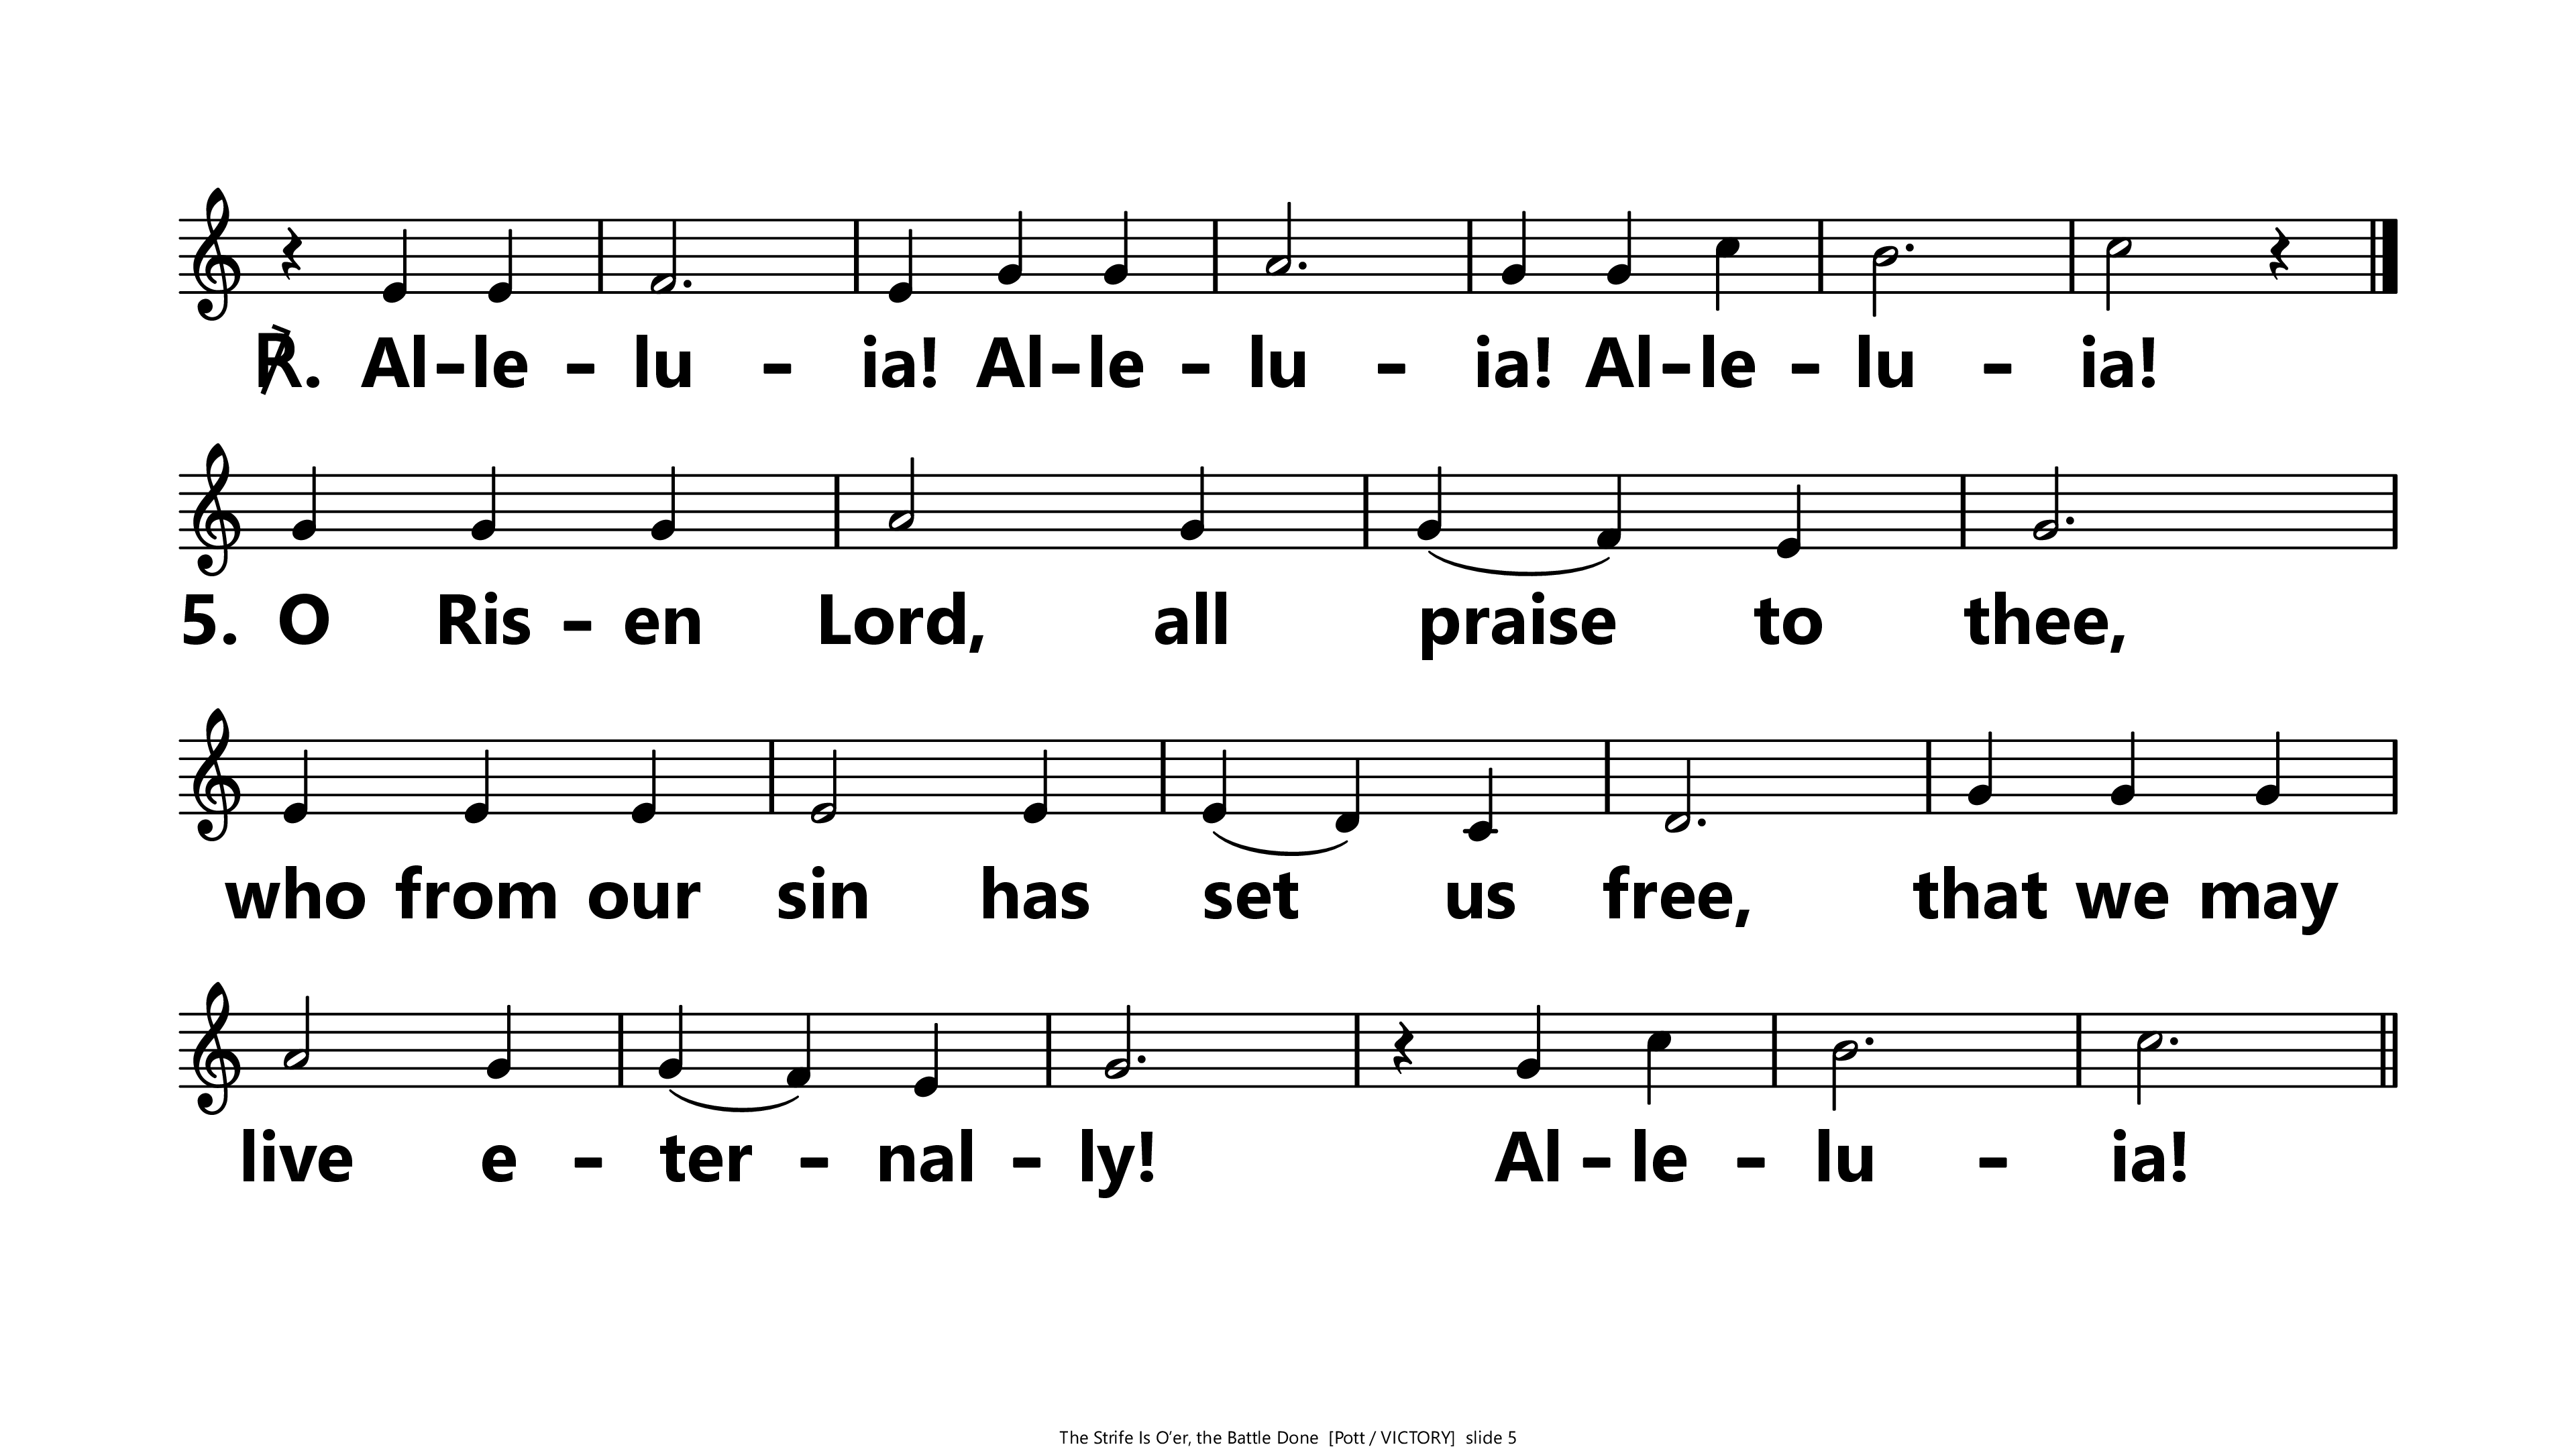 ℟. Al–le – lu – ia! Al–le – lu – ia! Al–le – lu – ia!
5. O Ris – en Lord, all praise to thee,
who from our sin has set us free, that we may
live e – ter – nal – ly! Al – le – lu – ia!
The Strife Is O’er, the Battle Done [Pott / VICTORY] slide 5